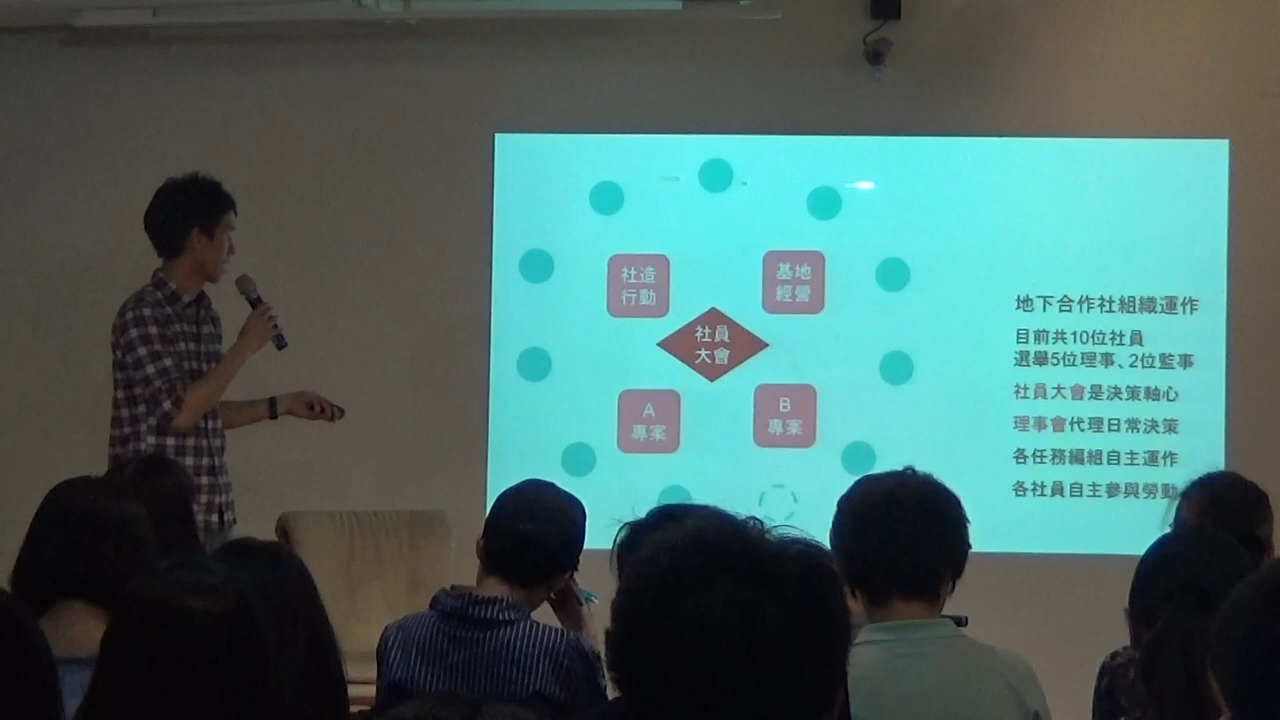 社造
行動
基地
經營
社員
大會
A
專案
B
專案
地下合作社組織運作
目前共10位社員
選舉5位理事、2位監事
社員大會是決策軸心
理事會代理日常決策
各任務編組自主運作
各社員自主參與勞動